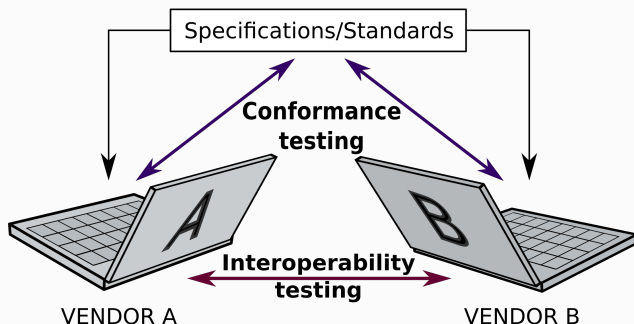 Specifications/Standards
Conformance
testing
A
B
Interoperability
testing
VENDOR A
VENDOR B